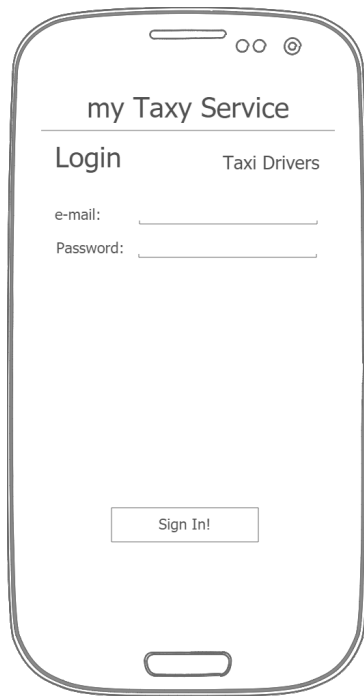 my Taxy Service
Login Taxi Drivers
e-mail:
Password:
Sign In!